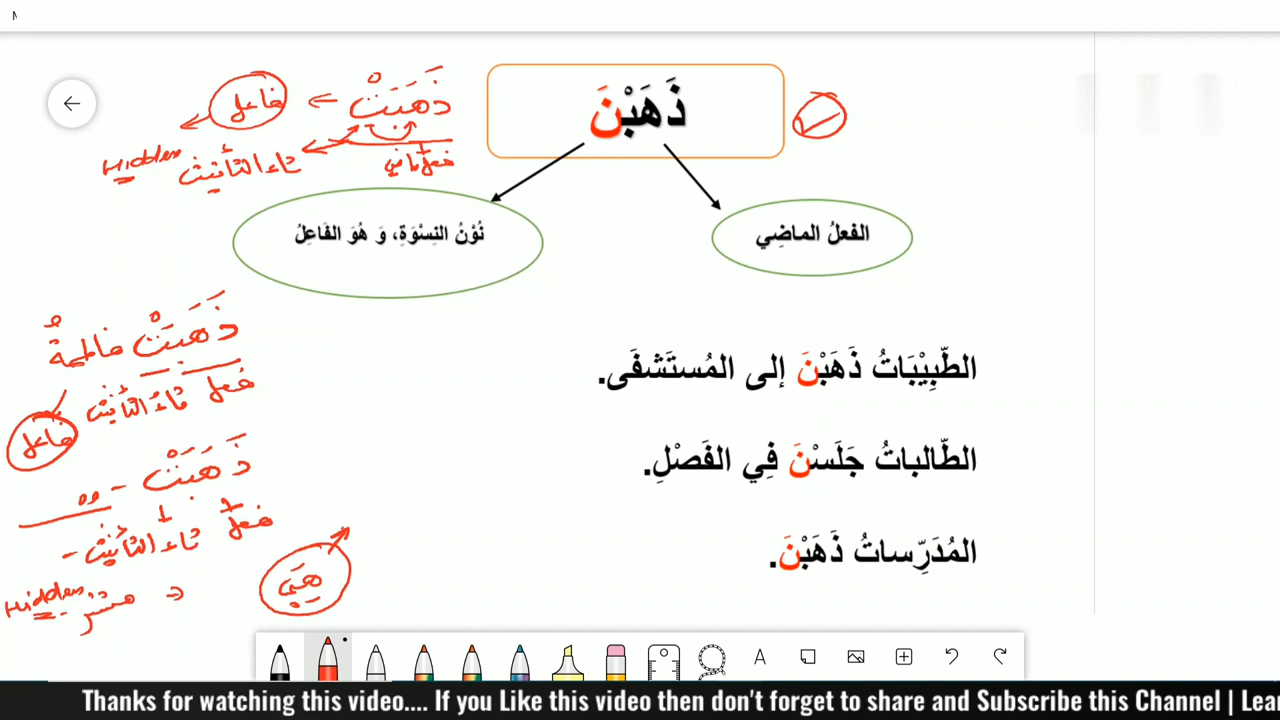 ذَهَبْنَ
الفعلُ الماضِي
نُوْنُ النِسْوَةِ، وَ هُوَ الفَاعِلُ
الطّبِيْبَاتُ ذَهَبْنَ إلى المُستَشفَى.
الطّالباتُ جَلَسْنَ فِي الفَصْلِ.
المُدَرِّساتُ ذَهَبْنَ.
ذَهَبَتْ ⇐ فاعل
فعل ماضي
تاء التأنيث
Hidden
ذَهَبَتْ فاطمةُ
فعل تاءُ التأنيث
فاعل
ذَهَبَتْ -
فعل تاء التأنيث -
هِيَ
مستتر
Hidden
Thanks for watching this video.... If you Like this video then don't forget to share and Subscribe this Channel | Lea